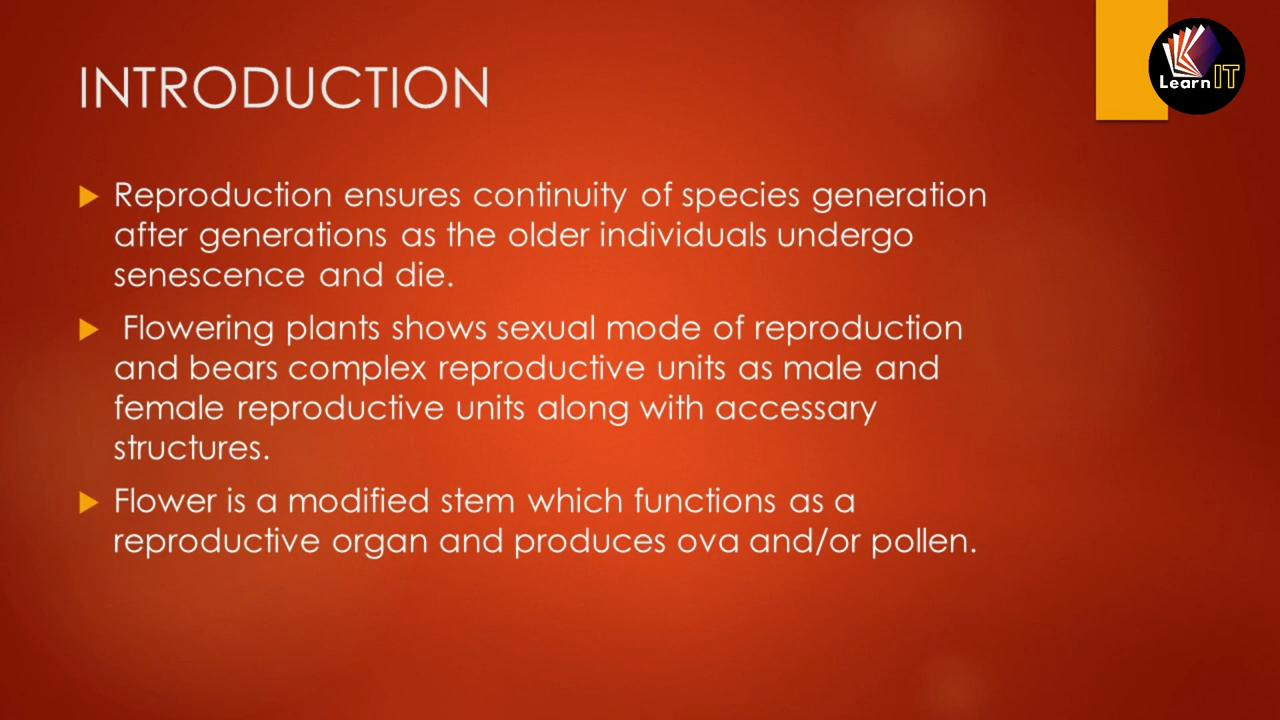 INTRODUCTION
Learn IT
Reproduction ensures continuity of species generation
after generations as the older individuals undergo
senescence and die.
Flowering plants shows sexual mode of reproduction
and bears complex reproductive units as male and
female reproductive units along with accessary
structures.
Flower is a modified stem which functions as a
reproductive organ and produces ova and/or pollen.